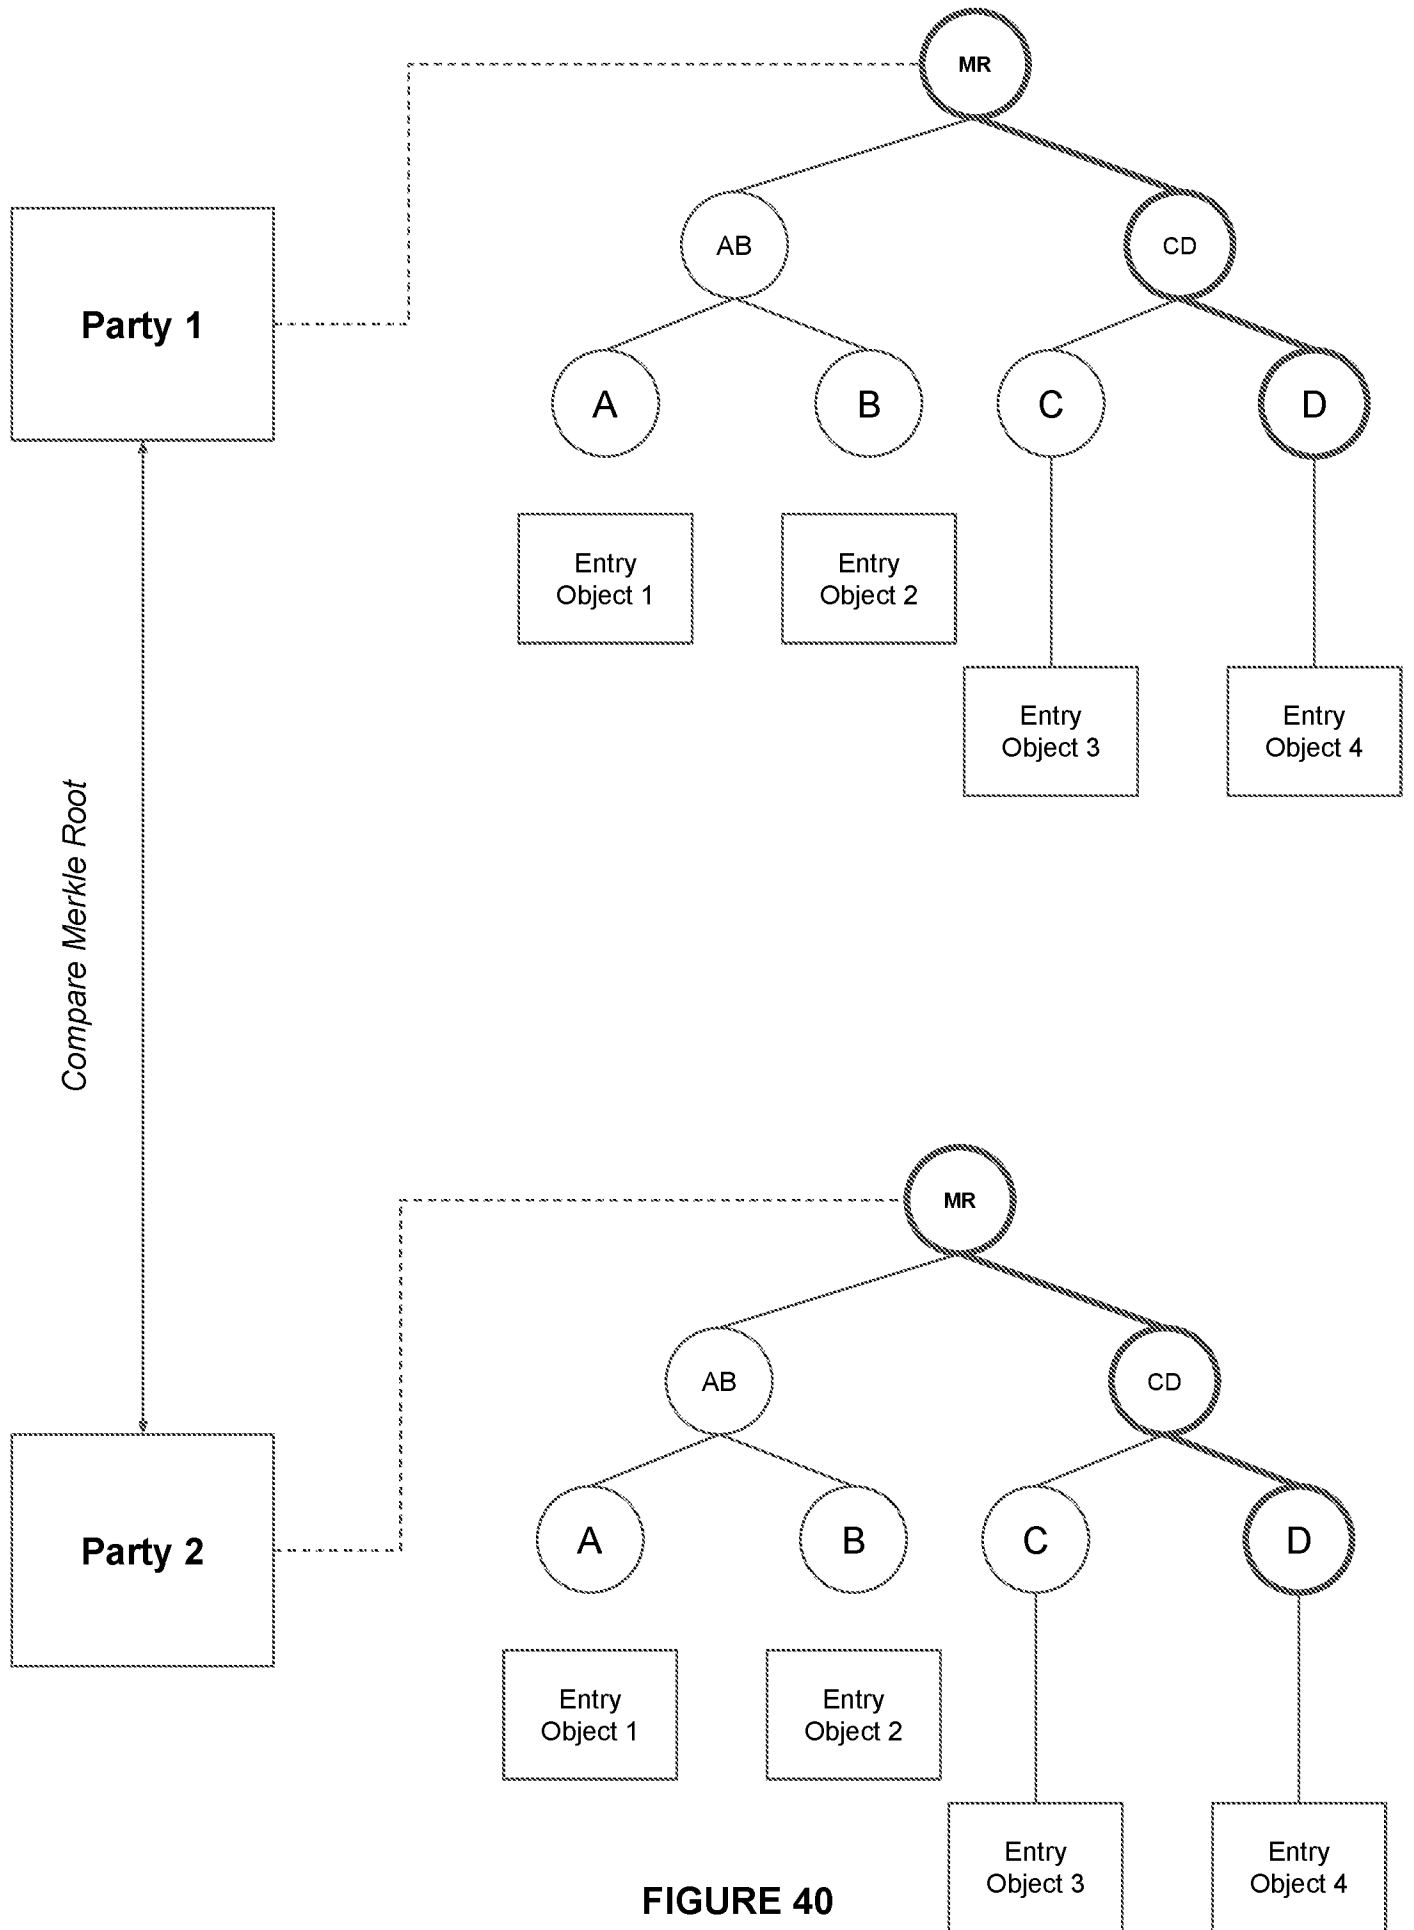 MR
AB
CD
Party 1
A
B
C
D
Entry
Object 1
Entry
Object 2
Entry
Object 3
Entry
Object 4
Compare Merkle Root
MR
AB
CD
Party 2
A
B
C
D
Entry
Object 1
Entry
Object 2
Entry
Object 3
Entry
Object 4
FIGURE 40